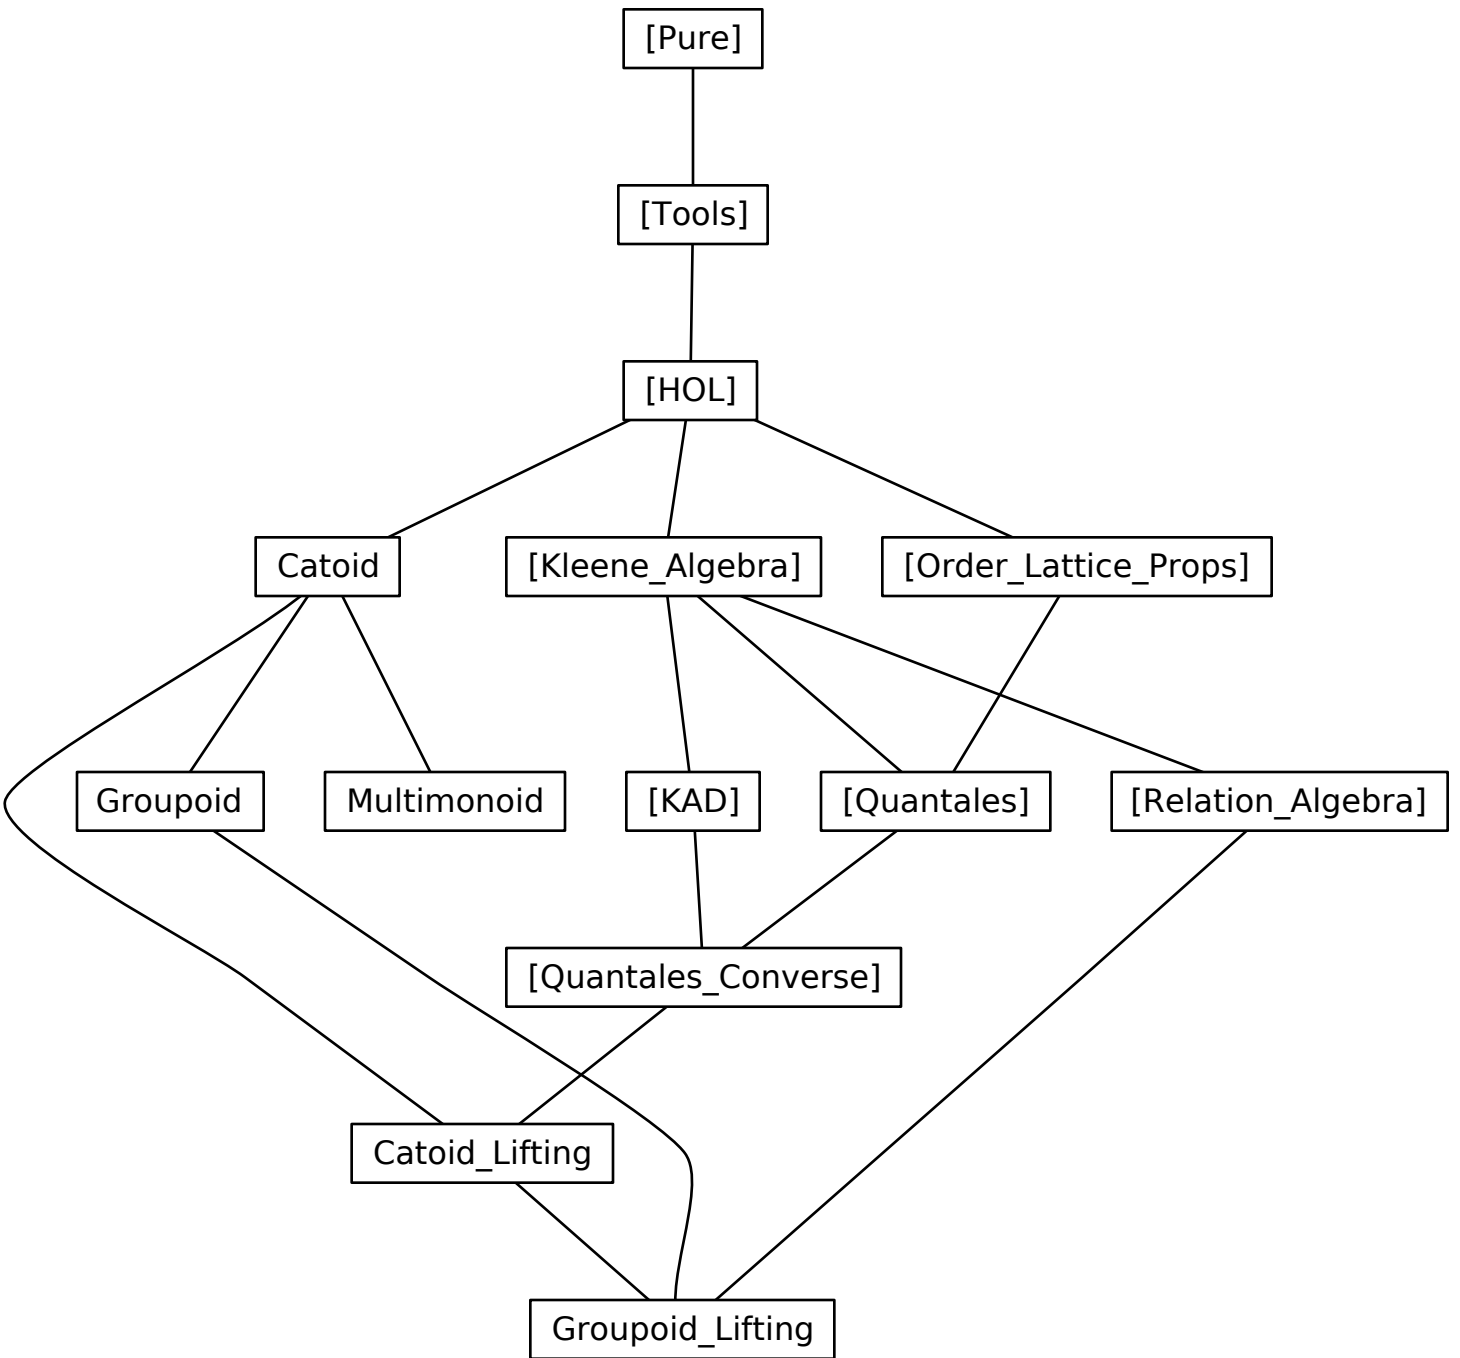 [Pure]
[Tools]
[HOL]
Catoid
[Kleene_Algebra]
[Order_Lattice_Props]
Groupoid
Multimonoid
[KAD]
[Quantales]
[Relation_Algebra]
[Quantales_Converse]
Catoid_Lifting
Groupoid_Lifting